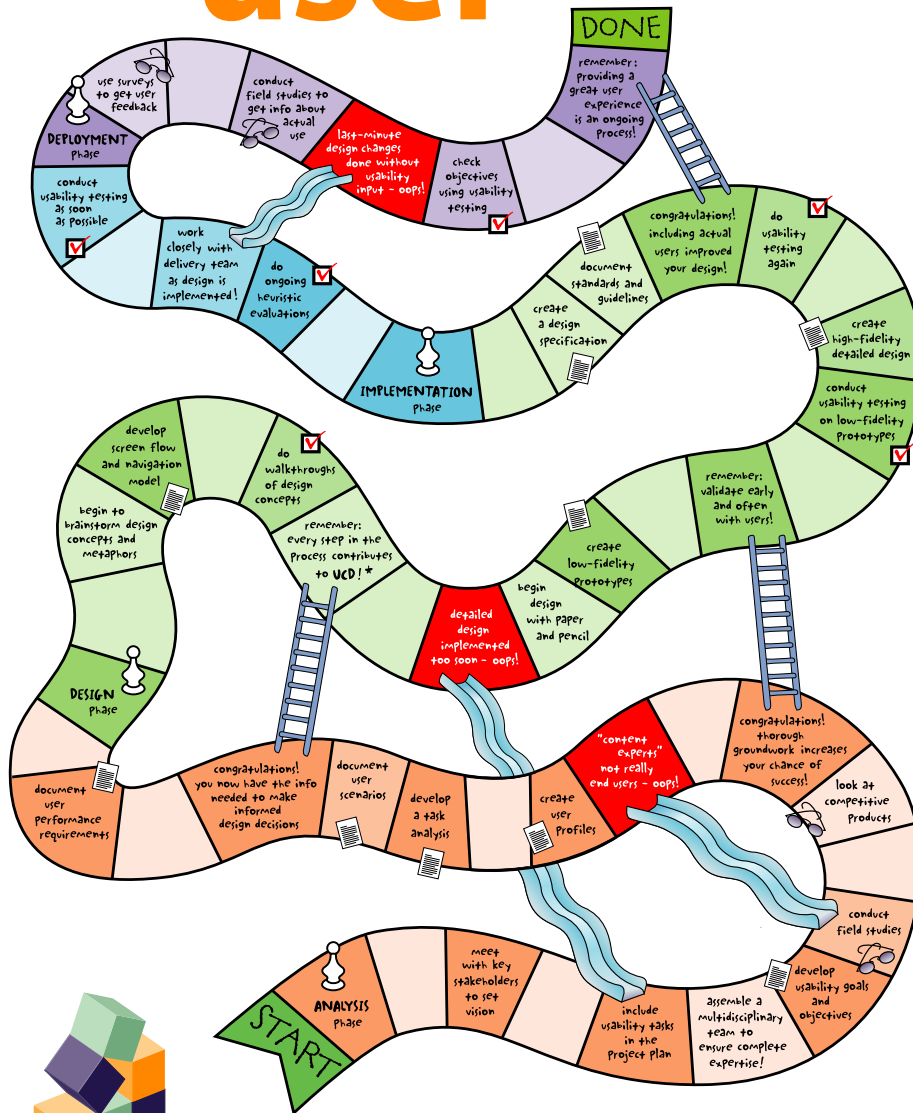 user
DONE
remember:
providing a
great user
experience
is an ongoing
process!
use surveys
to get user
feedback
conduct
field studies to
get info about
actual
use
last-minute
design changes
done without
usability
input - oops!
check
objectives
using usability
testing
DEPLOYMENT
phase
conduct
usability testing
as soon
as possible
work
closely with
delivery team
as design is
implemented!
do
ongoing
heuristic
evaluations
IMPLEMENTATION
phase
create
a design
specification
document
standards and
guidelines
congratulations!
including actual
users improved
your design!
do
usability
testing
again
create
high-fidelity
detailed design
conduct
usability testing
on low-fidelity
prototypes
remember:
validate early
and often
with users!
create
low-fidelity
prototypes
begin
design
with paper
and pencil
detailed
design
implemented
too soon - oops!
remember:
every step in the
process contributes
to UCD!*
do
walkthroughs
of design
concepts
develop
screen flow
and navigation
model
begin to
brainstorm design
concepts and
metaphors
DESIGN
phase
document
user
performance
requirements
congratulations!
you now have the info
needed to make
informed
design decisions
document
user
scenarios
develop
a task
analysis
create
user
profiles
"content
experts"
not really
end users - oops!
congratulations!
thorough
groundwork increases
your chance of
success!
look at
competitive
products
conduct
field studies
develop
usability goals
and
objectives
assemble a
multidisciplinary
team to
ensure complete
expertise!
include
usability tasks
in the
project plan
meet
with key
stakeholders
to set
vision
ANALYSIS
phase
START